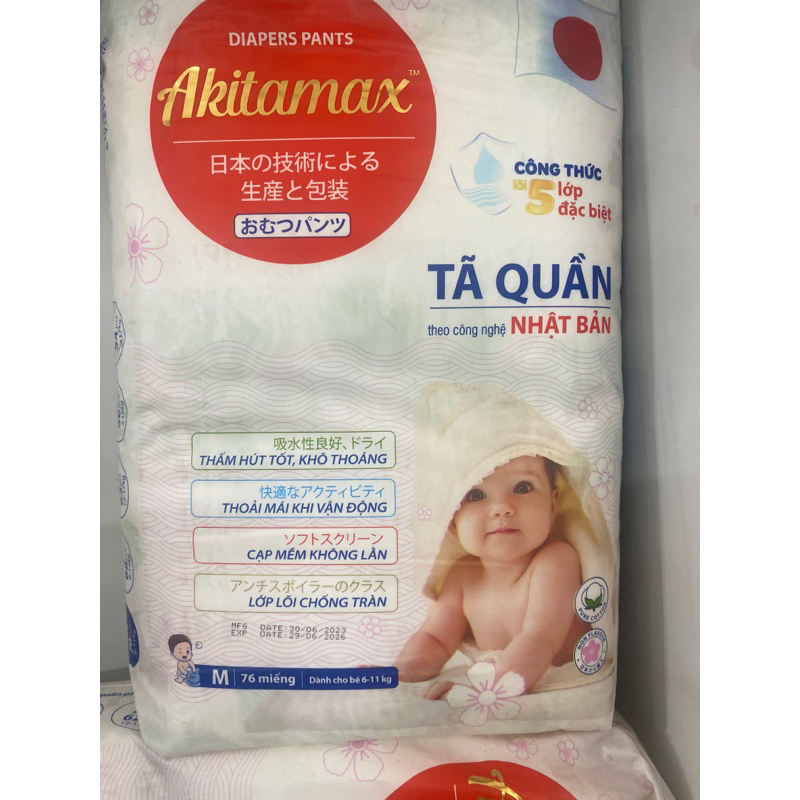 DIAPERS PANTS
Akitamax™
日本の技術による
生産と包装
おむつパンツ
CÔNG THỨC
5 lớp
đặc biệt
TÃ QUẦN
theo công nghệ NHẬT BẢN
吸水性良好、ドライ
THẤM HÚT TỐT, KHÔ THOÁNG
快適なアクティビティ
THOẢI MÁI KHI VẬN ĐỘNG
ソフトスクリーン
CẠP MỀM KHÔNG LẰN
アンチスポイラーのクラス
LỚP LÕI CHỐNG TRÀN
MFG DATE:30/06/2023
EXP DATE:29/06/2026
M 76 miếng Dành cho bé 6-11 kg
PURE COTTON